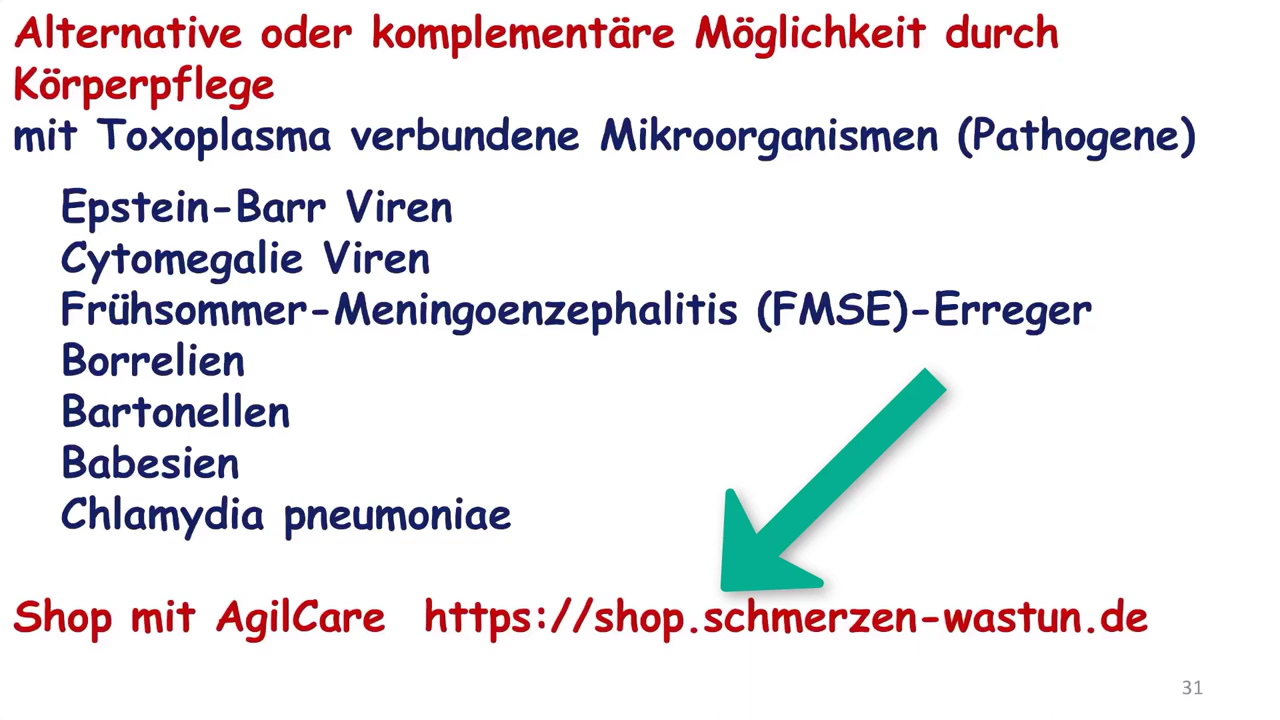 Alternative oder komplementäre Möglichkeit durch
Körperpflege
mit Toxoplasma verbundene Mikroorganismen (Pathogene)
Epstein-Barr Viren
Cytomegalie Viren
Frühsommer-Meningoenzephalitis (FMSE)-Erreger
Borrelien
Bartonellen
Babesien
Chlamydia pneumoniae
Shop mit AgilCare https://shop.schmerzen-wastun.de
31